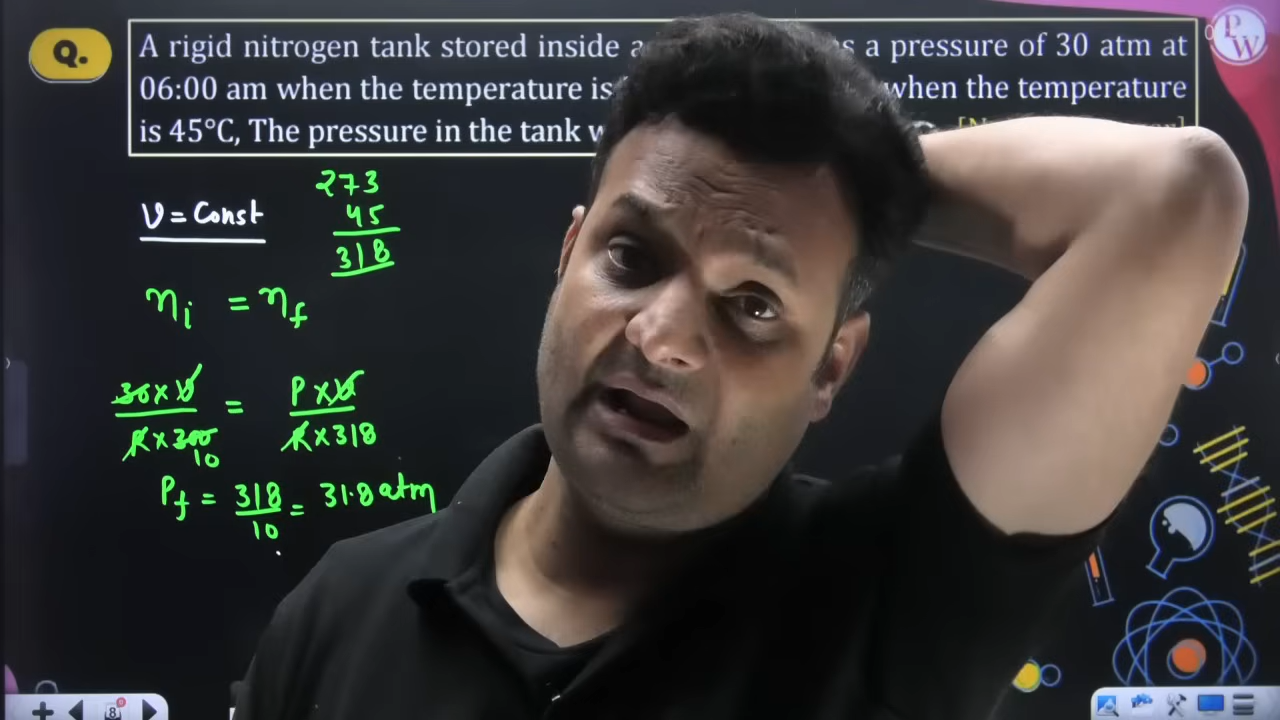 Q.
A rigid nitrogen tank stored inside a a pressure of 30 atm at
06:00 am when the temperature is when the temperature
is 45°C, The pressure in the tank
PW
V = Const
273
45
318
ni = nf
30 x V / R x 300 = P x V / R x 318
10
Pf = 318/10 = 31.8 atm
8